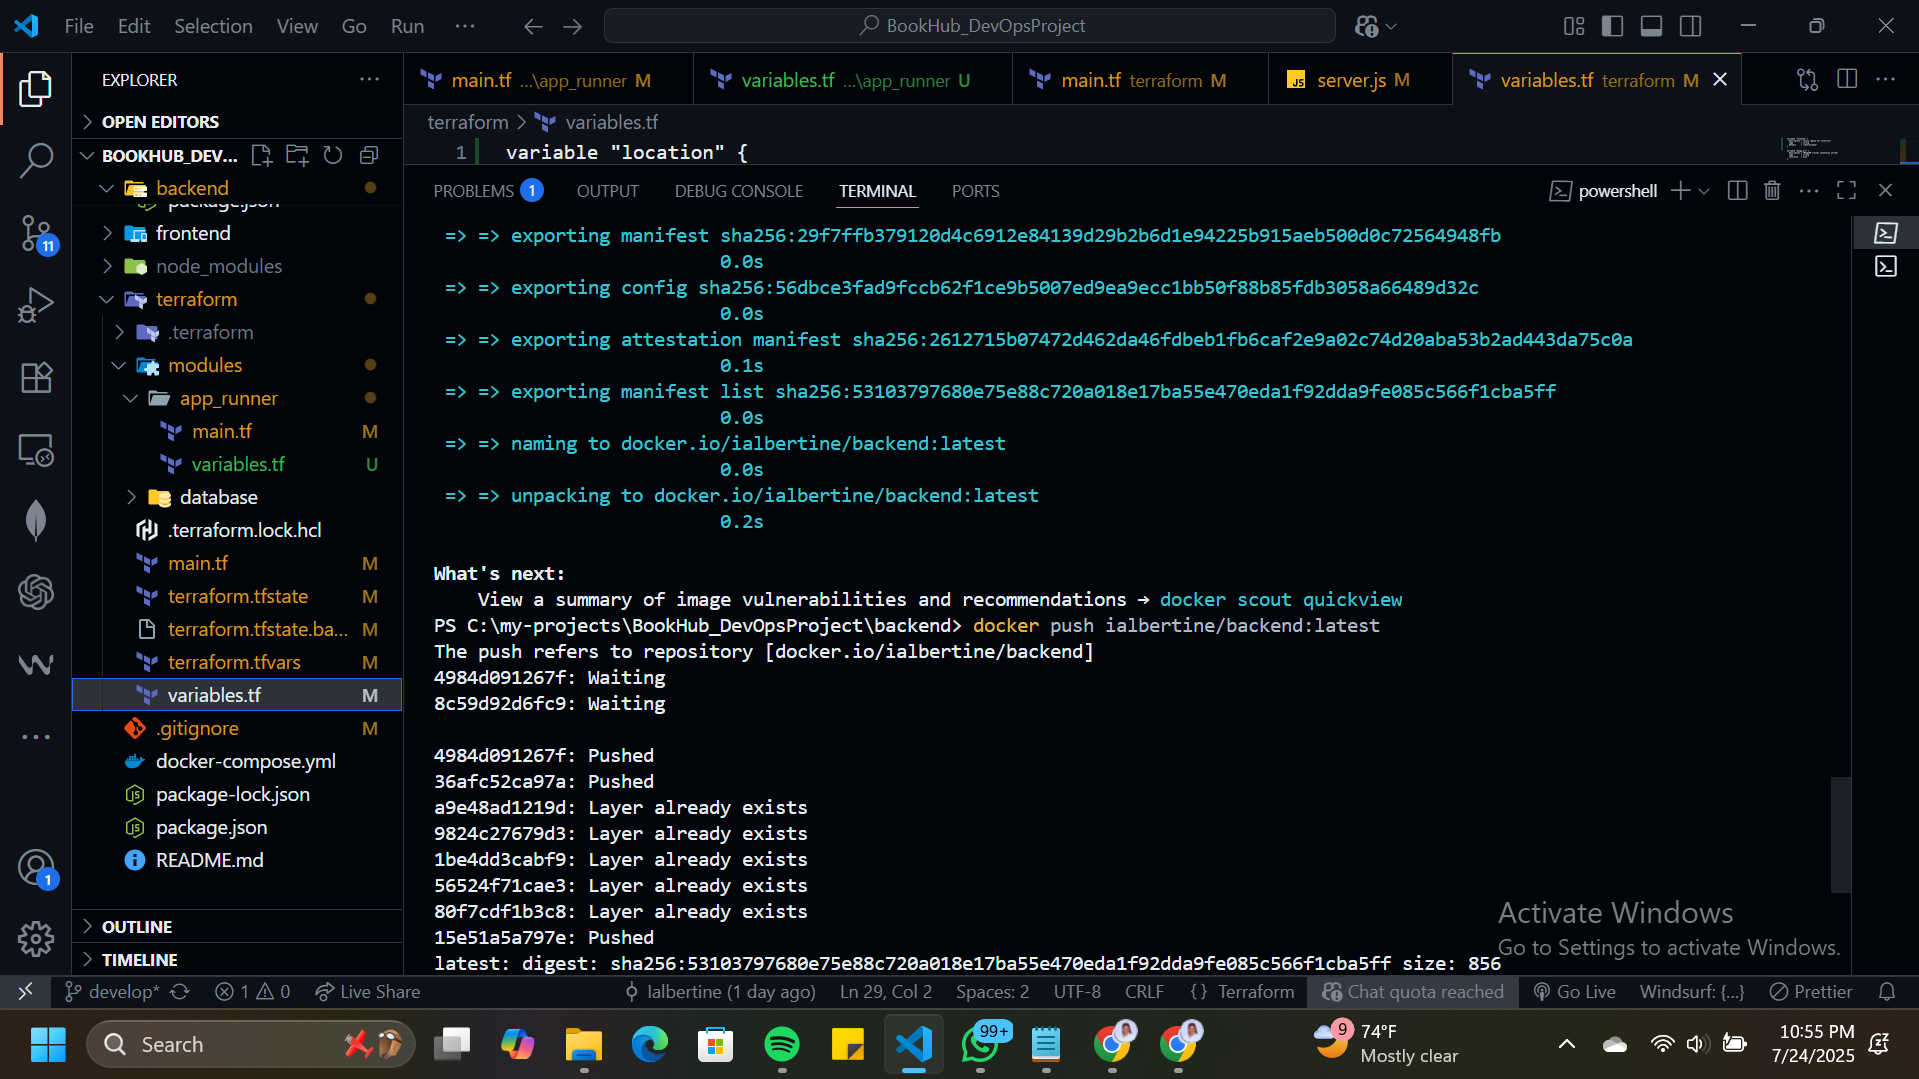 File Edit Selection View Go Run ···
BookHub_DevOpsProject
EXPLORER
main.tf ...\app_runner M
variables.tf ...\app_runner U
main.tf terraform M
server.js M
variables.tf terraform M
OPEN EDITORS
terraform > variables.tf
BOOKHUB_DEV...
1 variable "location" {
backend
package.json
frontend
node_modules
terraform
.terraform
modules
app_runner
main.tf M
variables.tf U
database
.terraform.lock.hcl
main.tf M
terraform.tfstate M
terraform.tfstate.ba... M
terraform.tfvars M
variables.tf M
.gitignore M
docker-compose.yml
package-lock.json
package.json
README.md
OUTLINE
TIMELINE
11
1
PROBLEMS 1 OUTPUT DEBUG CONSOLE TERMINAL PORTS
powershell
=> => exporting manifest sha256:29f7ffb379120d4c6912e84139d29b2b6d1e94225b915aeb500d0c72564948fb
0.0s
=> => exporting config sha256:56dbce3fad9fccb62f1ce9b5007ed9ea9ecc1bb50f88b85fdb3058a66489d32c
0.0s
=> => exporting attestation manifest sha256:2612715b07472d462da46fdbeb1fb6caf2e9a02c74d20aba53b2ad443da75c0a
0.1s
=> => exporting manifest list sha256:53103797680e75e88c720a018e17ba55e470eda1f92dda9fe085c566f1cba5ff
0.0s
=> => naming to docker.io/ialbertine/backend:latest
0.0s
=> => unpacking to docker.io/ialbertine/backend:latest
0.2s
What's next:
View a summary of image vulnerabilities and recommendations → docker scout quickview
PS C:\my-projects\BookHub_DevOpsProject\backend> docker push ialbertine/backend:latest
The push refers to repository [docker.io/ialbertine/backend]
4984d091267f: Waiting
8c59d92d6fc9: Waiting
4984d091267f: Pushed
36afc52ca97a: Pushed
a9e48ad1219d: Layer already exists
9824c27679d3: Layer already exists
1be4dd3cabf9: Layer already exists
56524f71cae3: Layer already exists
80f7cdf1b3c8: Layer already exists
15e51a5a797e: Pushed
latest: digest: sha256:53103797680e75e88c720a018e17ba55e470eda1f92dda9fe085c566f1cba5ff size: 856
Activate Windows
Go to Settings to activate Windows.
develop* 1 0 Live Share Ialbertine (1 day ago) Ln 29, Col 2 Spaces: 2 UTF-8 CRLF {} Terraform Chat quota reached Go Live Windsurf: {...} Prettier
Search
99+
9
74°F
Mostly clear
10:55 PM
7/24/2025